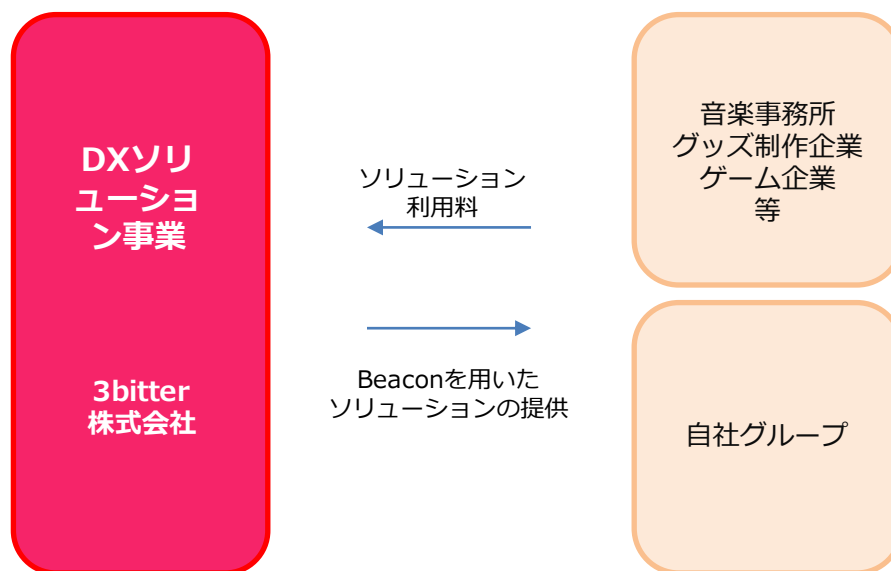 DXソリ
ューショ
ン事業
3bitter
株式会社
ソリューション
利用料
Beaconを用いた
ソリューションの提供
音楽事務所
グッズ制作企業
ゲーム企業
等
自社グループ